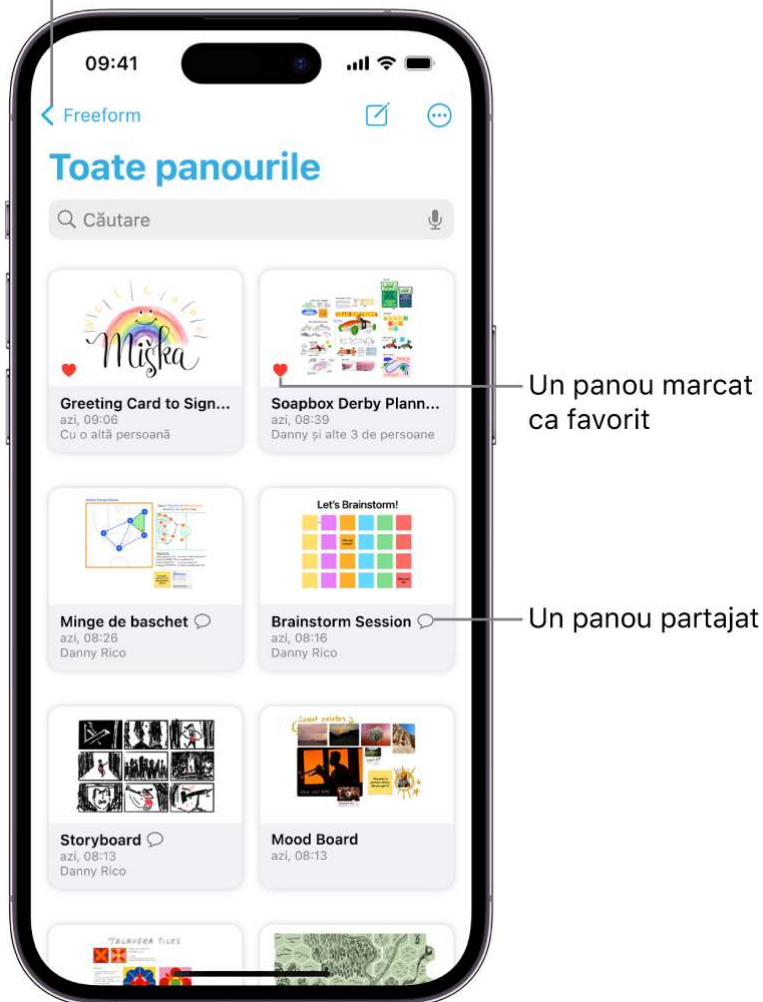 09:41
Freeform
Toate panourile
Căutare
Welcome
Mișka
Greeting Card to Sign...
azi, 09:06
Cu o altă persoană
Soapbox Derby Plann...
azi, 08:39
Danny și alte 3 de persoane
Un panou marcat
ca favorit
Let's Brainstorm!
Minge de baschet
azi, 08:26
Danny Rico
Brainstorm Session
azi, 08:16
Danny Rico
Un panou partajat
Storyboard
azi, 08:13
Danny Rico
Mood Board
azi, 08:13
TALAVERA TILES